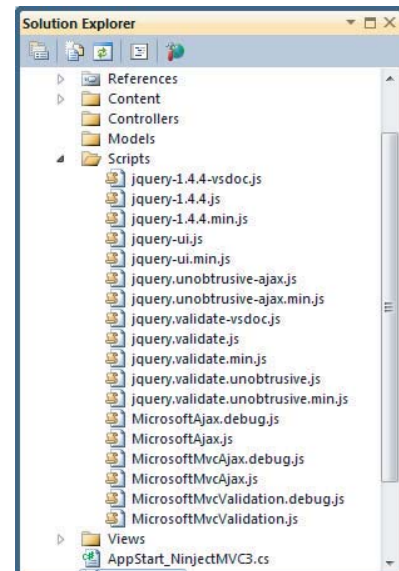 Solution Explorer
References
Content
Controllers
Models
Scripts
jquery-1.4.4-vsdoc.js
jquery-1.4.4.js
jquery-1.4.4.min.js
jquery-ui.js
jquery-ui.min.js
jquery.unobtrusive-ajax.js
jquery.unobtrusive-ajax.min.js
jquery.validate-vsdoc.js
jquery.validate.js
jquery.validate.min.js
jquery.validate.unobtrusive.js
jquery.validate.unobtrusive.min.js
MicrosoftAjax.debug.js
MicrosoftAjax.js
MicrosoftMvcAjax.debug.js
MicrosoftMvcAjax.js
MicrosoftMvcValidation.debug.js
MicrosoftMvcValidation.js
Views
AppStart_NinjectMVC3.cs